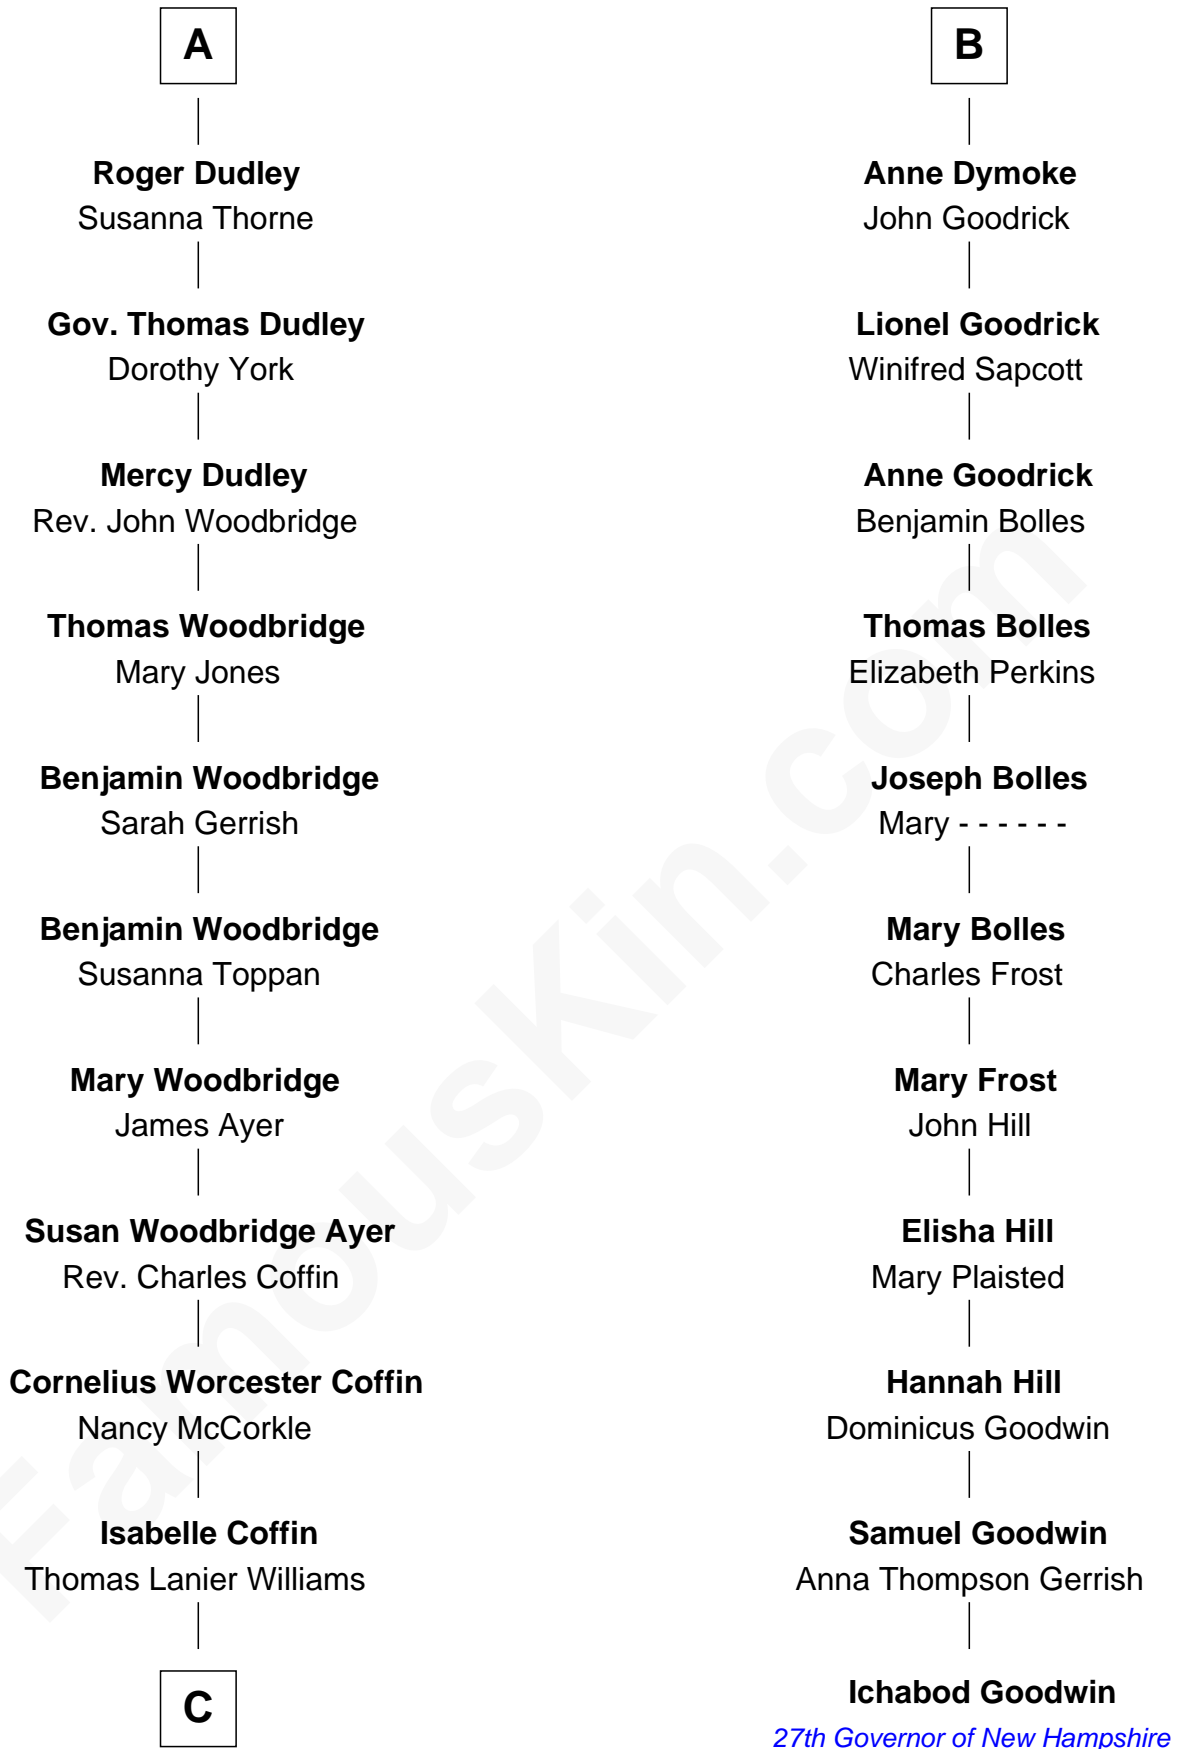 A
Roger Dudley
Susanna Thorne
Gov. Thomas Dudley
Dorothy York
Mercy Dudley
Rev. John Woodbridge
Thomas Woodbridge
Mary Jones
Benjamin Woodbridge
Sarah Gerrish
Benjamin Woodbridge
Susanna Toppan
Mary Woodbridge
James Ayer
Susan Woodbridge Ayer
Rev. Charles Coffin
Cornelius Worcester Coffin
Nancy McCorkle
Isabelle Coffin
Thomas Lanier Williams
C
B
Anne Dymoke
John Goodrick
Lionel Goodrick
Winifred Sapcott
Anne Goodrick
Benjamin Bolles
Thomas Bolles
Elizabeth Perkins
Joseph Bolles
Mary - - - - - -
Mary Bolles
Charles Frost
Mary Frost
John Hill
Elisha Hill
Mary Plaisted
Hannah Hill
Dominicus Goodwin
Samuel Goodwin
Anna Thompson Gerrish
Ichabod Goodwin
27th Governor of New Hampshire
FamousKin.com